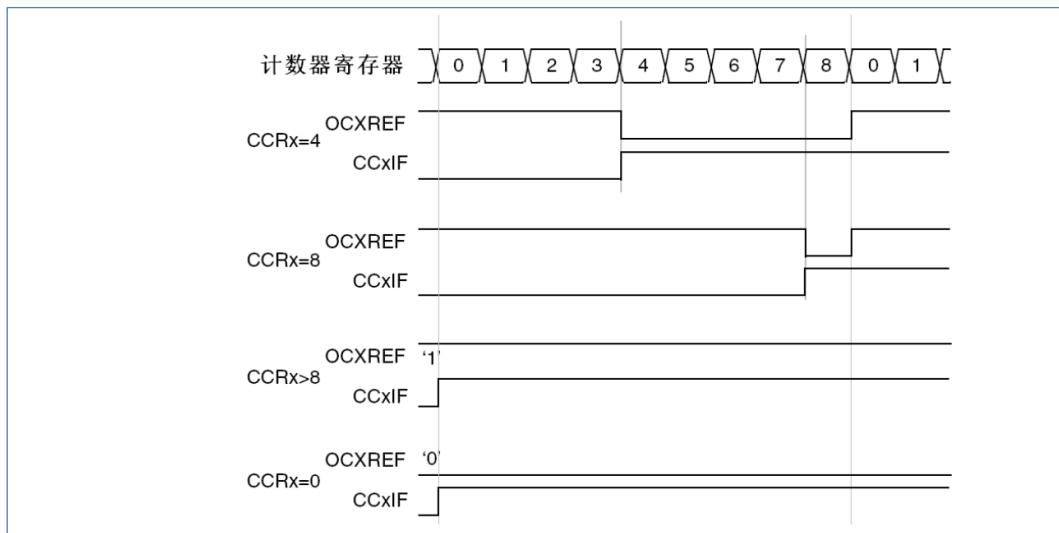 计数器寄存器 0 1 2 3 4 5 6 7 8 0 1
OCXREF
CCRx=4
CCxIF
OCXREF
CCRx=8
CCxIF
OCXREF '1'
CCRx>8
CCxIF
OCXREF '0'
CCRx=0
CCxIF